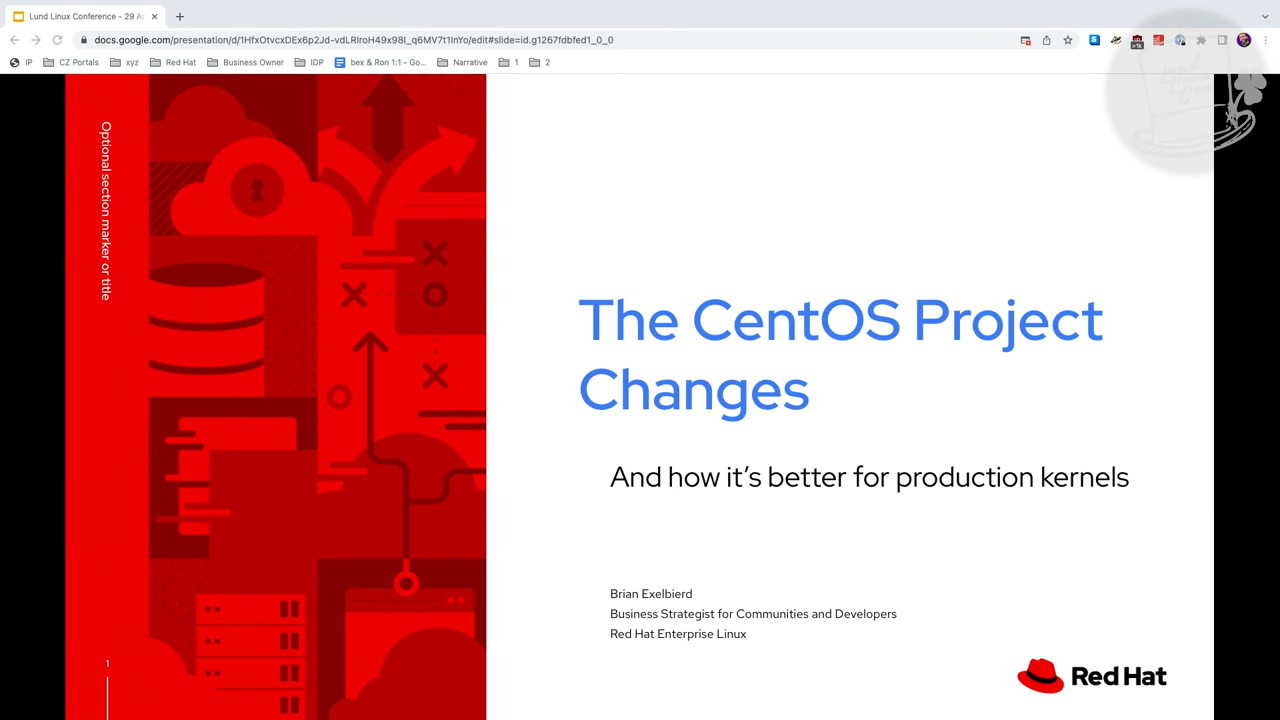 Lund Linux Conference - 29 Ap
docs.google.com/presentation/d/1HfxOtvcxDEx6p2Jd-vdLRIroH49x98I_q6MV7t1InYo/edit#slide=id.g1267fdbfed1_0_0
>1k
IP
CZ Portals
xyz
Red Hat
Business Owner
IDP
bex & Ron 1:1 - Go...
Narrative
1
2
Optional section marker or title
The CentOS Project
Changes
And how it's better for production kernels
Brian Exelbierd
Business Strategist for Communities and Developers
Red Hat Enterprise Linux
1
Red Hat